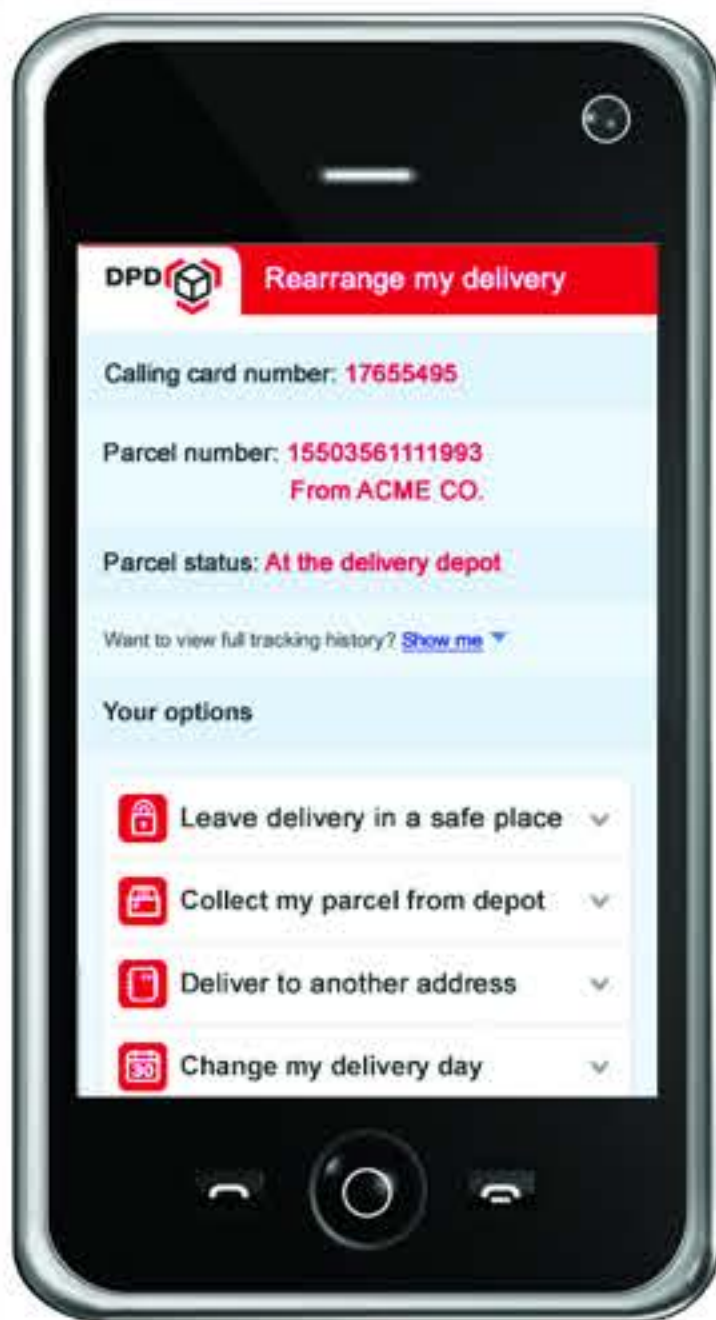 DPD Rearrange my delivery
Calling card number: 17655495
Parcel number: 15503561111993
From ACME CO.
Parcel status: At the delivery depot
Want to view full tracking history? Show me
Your options
Leave delivery in a safe place
Collect my parcel from depot
Deliver to another address
30 Change my delivery day